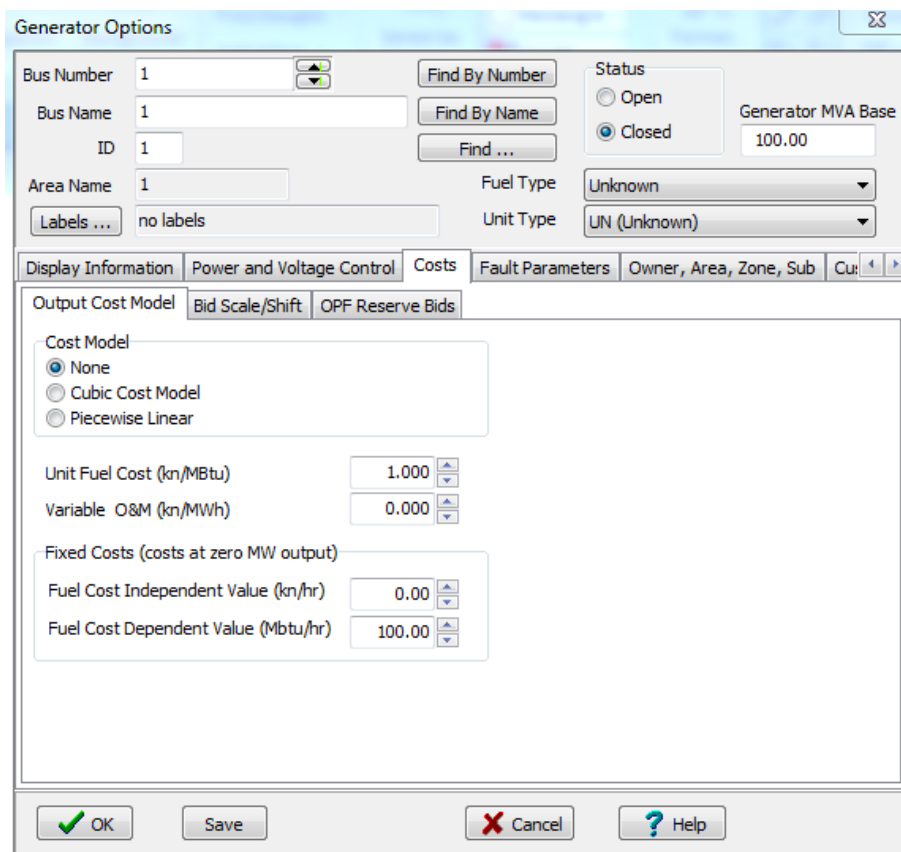 Generator Options
Bus Number 1 Find By Number Status
Open
Bus Name 1 Find By Name Generator MVA Base
Closed 100.00
ID 1 Find ...
Area Name 1 Fuel Type Unknown
Labels ... no labels Unit Type UN (Unknown)
Display Information Power and Voltage Control Costs Fault Parameters Owner, Area, Zone, Sub
Output Cost Model Bid Scale/Shift OPF Reserve Bids
Cost Model
None
Cubic Cost Model
Piecewise Linear
Unit Fuel Cost (kn/MBtu) 1.000
Variable O&M (kn/MWh) 0.000
Fixed Costs (costs at zero MW output)
Fuel Cost Independent Value (kn/hr) 0.00
Fuel Cost Dependent Value (Mbtu/hr) 100.00
OK Save Cancel ? Help